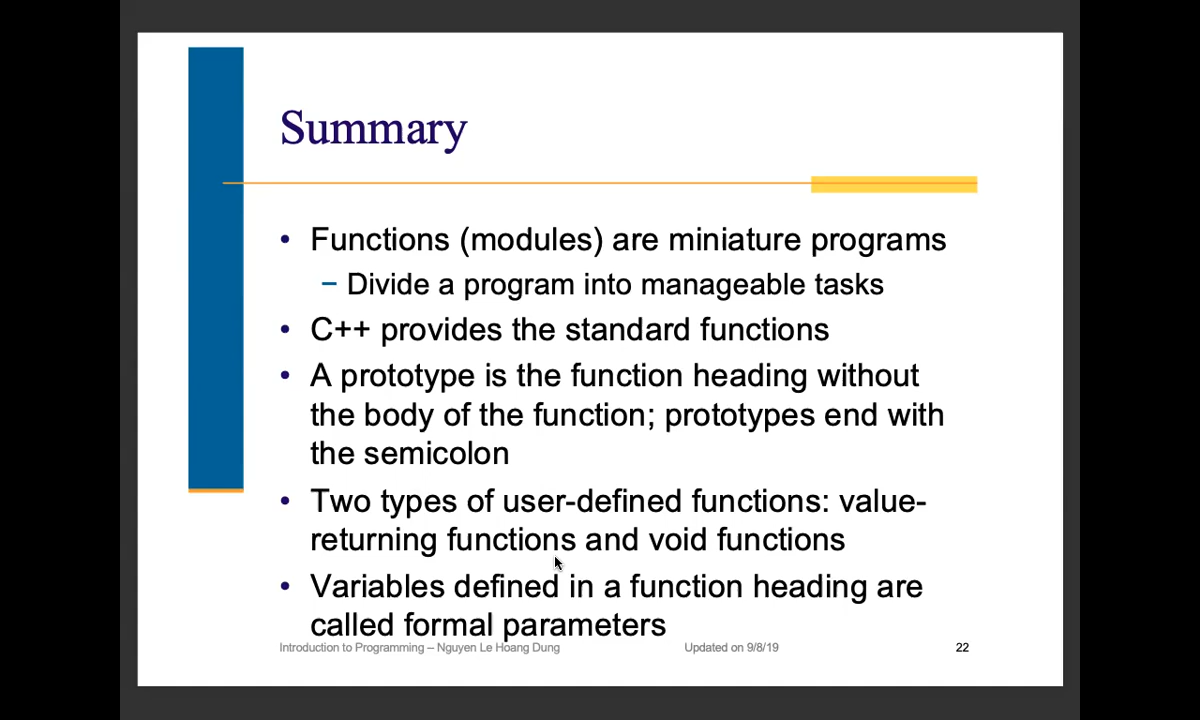 Summary
• Functions (modules) are miniature programs
– Divide a program into manageable tasks
• C++ provides the standard functions
• A prototype is the function heading without
the body of the function; prototypes end with
the semicolon
• Two types of user-defined functions: value-
returning functions and void functions
• Variables defined in a function heading are
called formal parameters
Introduction to Programming – Nguyen Le Hoang Dung Updated on 9/8/19 22